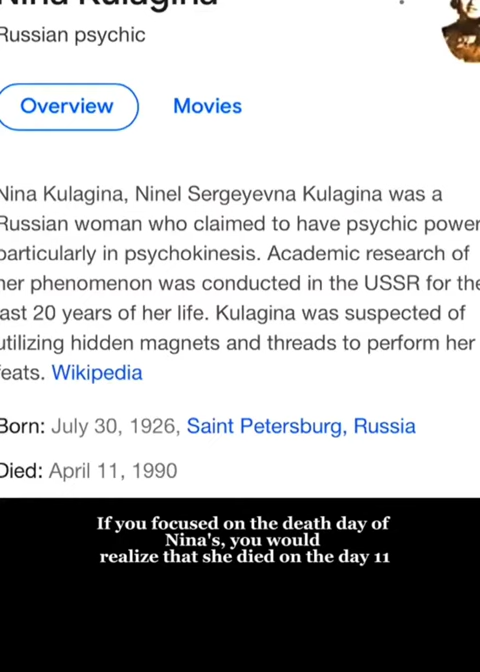 Nina Kulagina
Russian psychic
Overview
Movies
Nina Kulagina, Ninel Sergeyevna Kulagina was a
Russian woman who claimed to have psychic power
particularly in psychokinesis. Academic research of
her phenomenon was conducted in the USSR for the
last 20 years of her life. Kulagina was suspected of
utilizing hidden magnets and threads to perform her
feats. Wikipedia
Born: July 30, 1926, Saint Petersburg, Russia
Died: April 11, 1990
If you focused on the death day of
Nina's, you would
realize that she died on the day 11